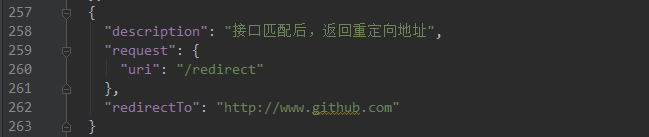 257 {
258 "description": "接口匹配后，返回重定向地址",
259 "request": {
260 "uri": "/redirect"
261 },
262 "redirectTo": "http://www.github.com"
263 }